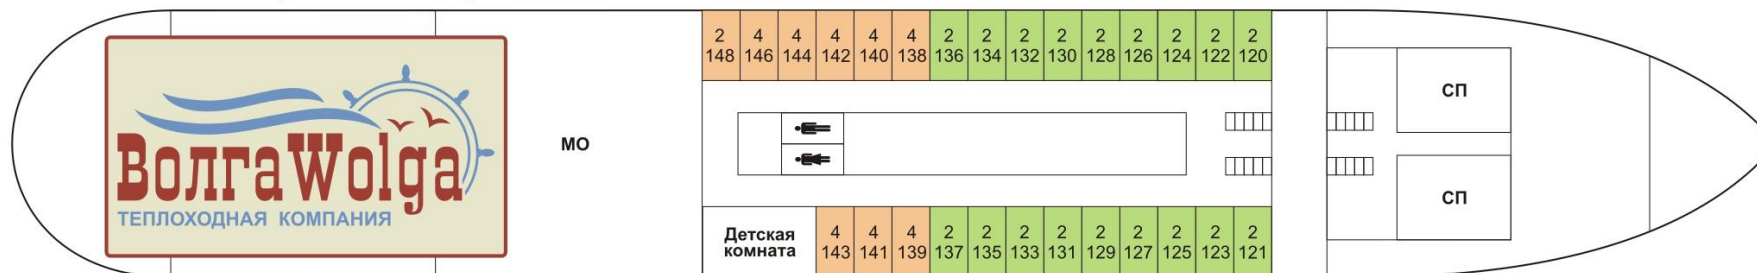 2 4 4 4 4 4 2 2 2 2 2 2 2 2 2
148 146 144 142 140 138 136 134 132 130 128 126 124 122 120
СП
МО
ВолгаWolga
ТЕПЛОХОДНАЯ КОМПАНИЯ
СП
Детская
комната
4 4 4 2 2 2 2 2 2 2 2 2
143 141 139 137 135 133 131 129 127 125 123 121